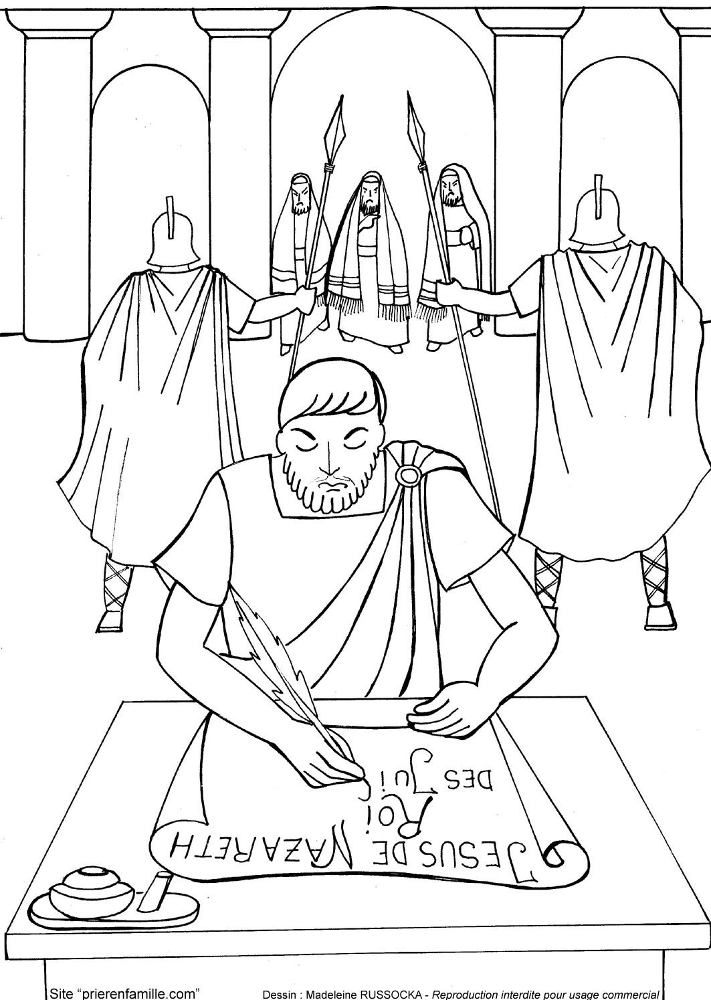 JESUS DE NAZARETH
Roi
DES Juif
Site “prierenfamille.com”
Dessin : Madeleine RUSSOCKA - Reproduction interdite pour usage commercial